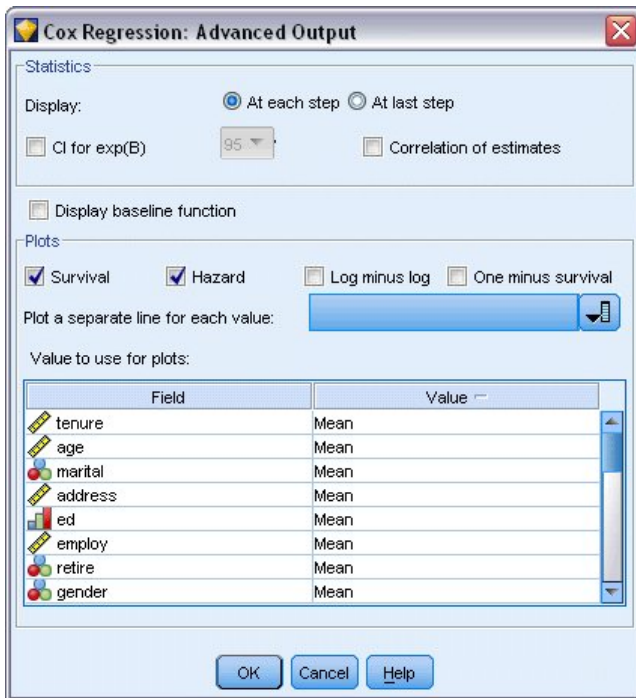 Cox Regression: Advanced Output
Statistics
Display: At each step At last step
CI for exp(B) 95 Correlation of estimates
Display baseline function
Plots
Survival Hazard Log minus log One minus survival
Plot a separate line for each value:
Value to use for plots:
Field Value
tenure Mean
age Mean
marital Mean
address Mean
ed Mean
employ Mean
retire Mean
gender Mean
OK Cancel Help